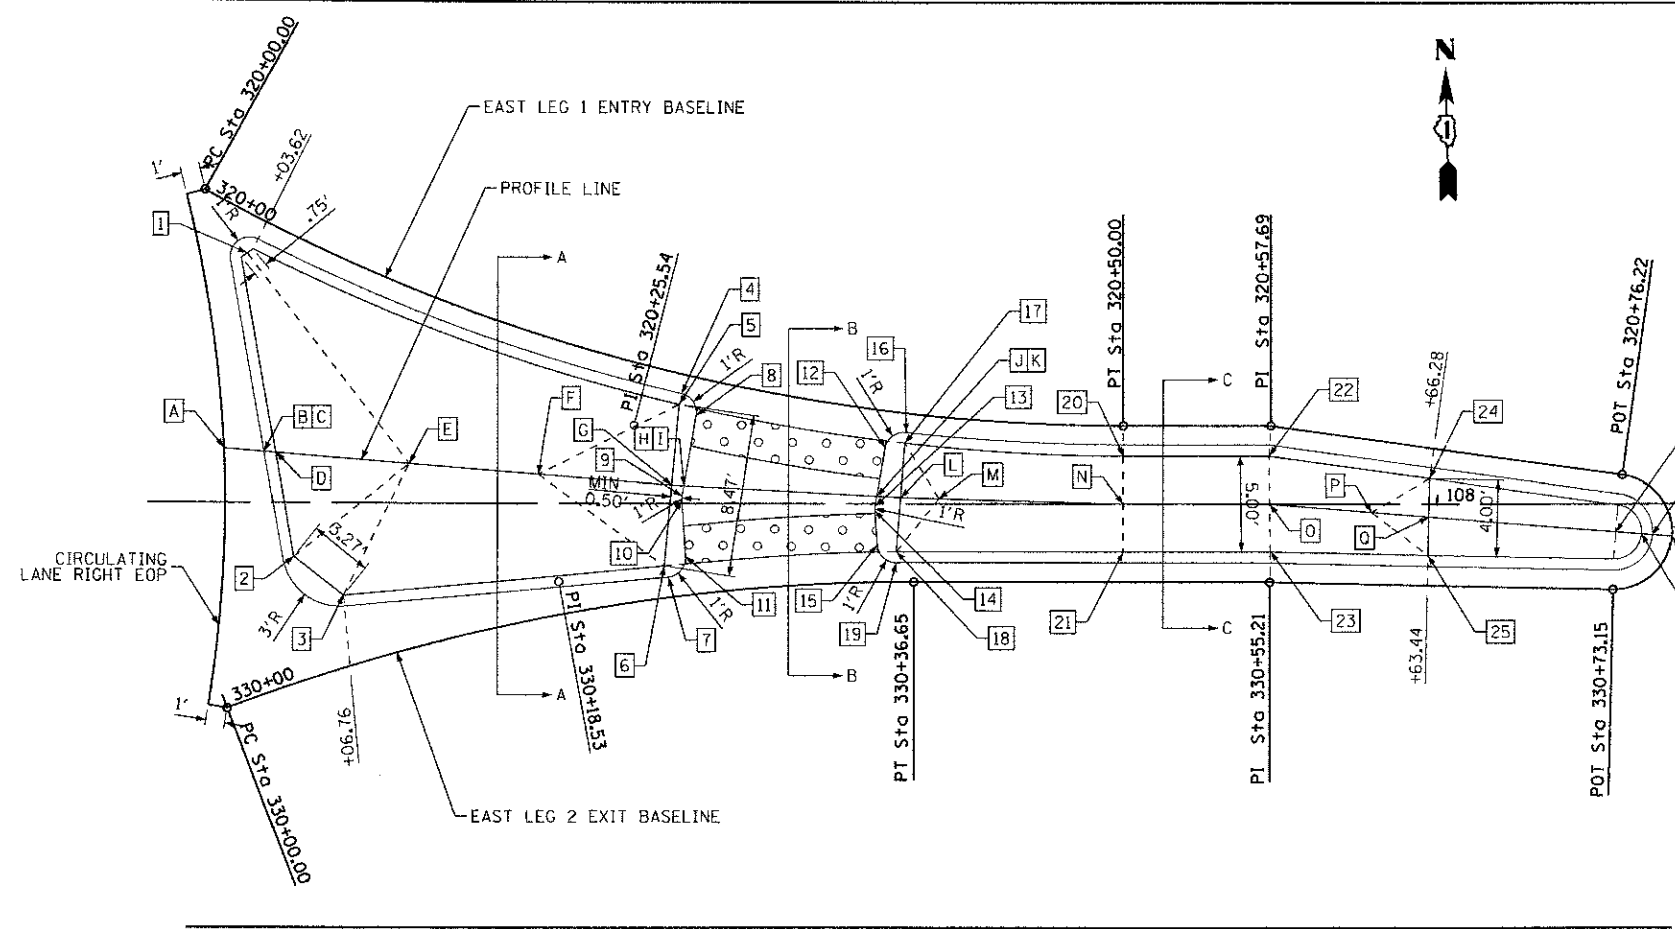 N
PC Sta 320+00.00
EAST LEG 1 ENTRY BASELINE
+03.62
1'
320+00
1'R
.75'
PROFILE LINE
1
A
PI Sta 320+25.54
4
5
1'R
8
B
17
16
J K
13
12
1'R
PT Sta 320+50.00
PI Sta 320+57.69
C
20
22
+66.28
24
POT Sta 320+76.22
A
B C
D
E
F
G
H I
9
MIN
0.50'
1'R
8.47'
L
M
1'R
N
5.00'
O
P
Q
108
4.00'
10
CIRCULATING
LANE RIGHT EOP
2
3.27'
3'R
3
6
7
1'R
11
15
1'R
19
14
18
21
23
25
C
+63.44
A
B
1'
330+00
PC Sta 330+00.00
+06.76
PI Sta 330+18.53
PT Sta 330+36.65
PI Sta 330+55.21
POT Sta 330+73.15
EAST LEG 2 EXIT BASELINE